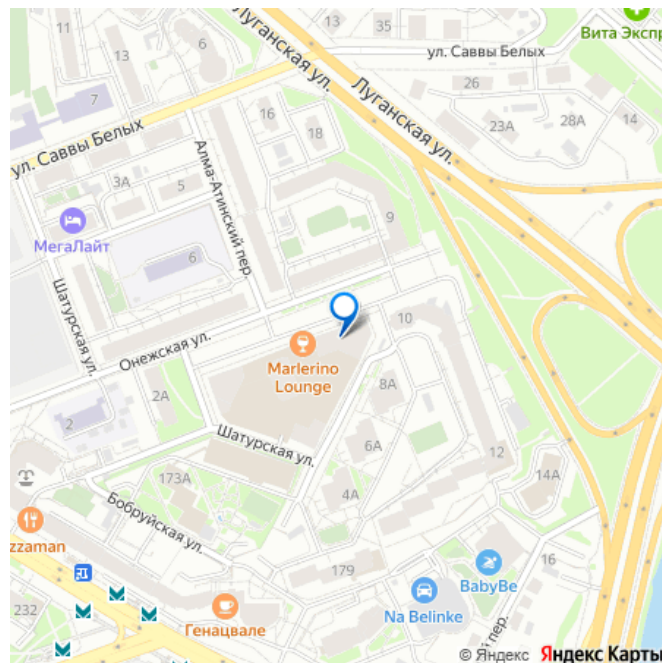 11
13
6
35
ул. Саввы Белых
Вита Экспр
Луганская ул.
Луганская ул.
7
16
18
26
23А
28А
14
ул. Саввы Белых
3А
5
Алма-Атинский пер.
МегаЛайт
6
9
Шатурская ул.
Онежская ул.
10
Marlerino
Lounge
2А
8А
2
Шатурская ул.
6А
12
173А
4А
14А
Бобруйская ул.
zzaman
179
16
BabyBe
232
Генацвале
Na Belinke
й пер.
© Яндекс Яндекс Карты